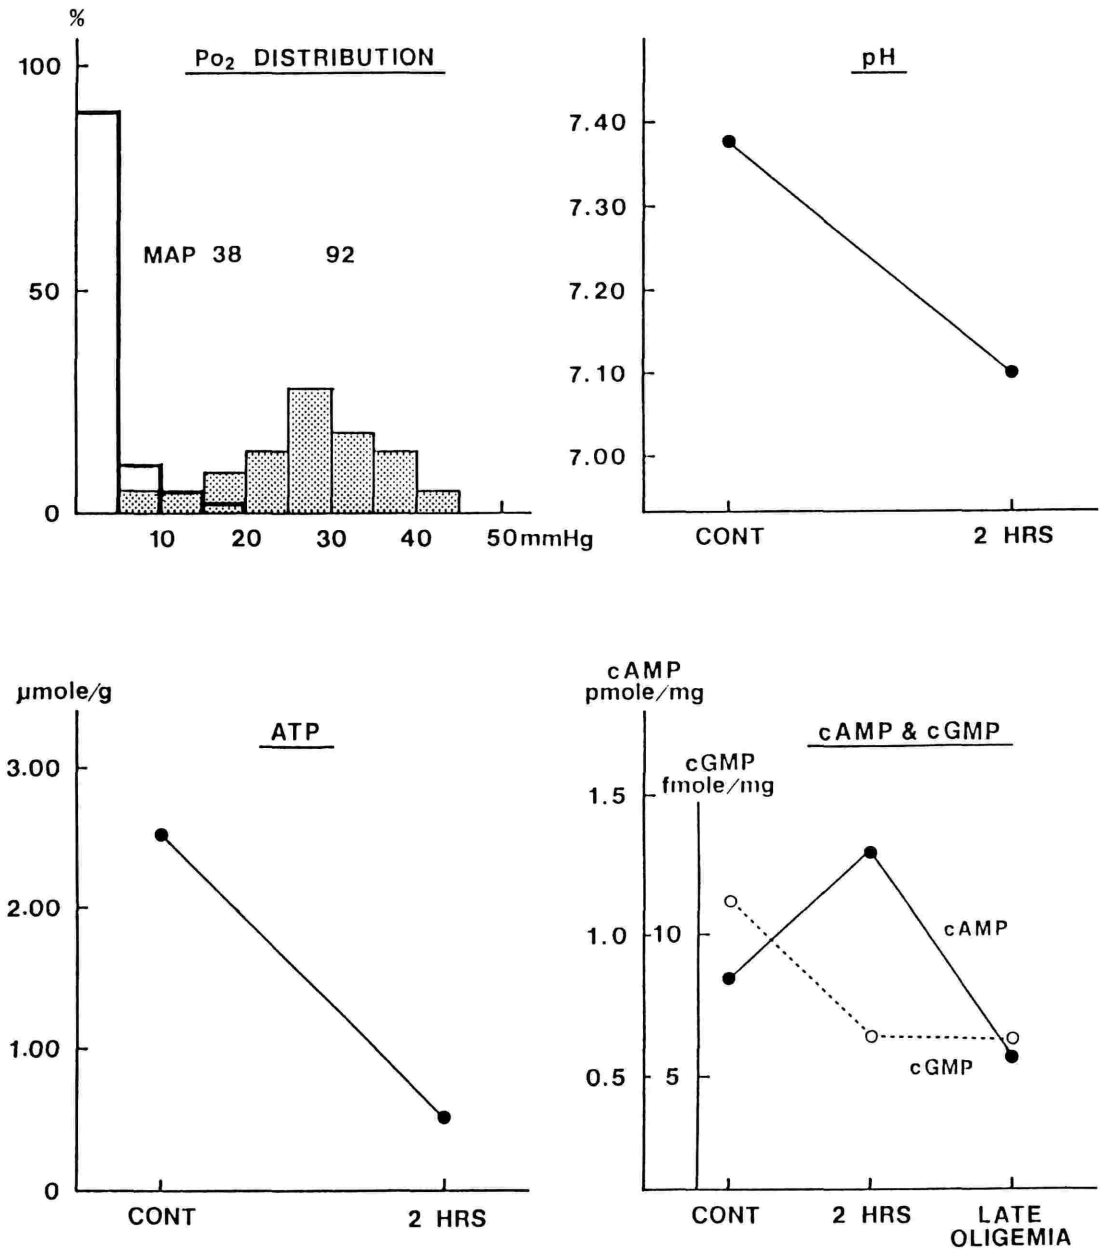 %
Po₂ DISTRIBUTION
100
50
0
MAP 38
92
10 20 30 40 50mmHg
pH
7.40
7.30
7.20
7.10
7.00
CONT 2 HRS
µmole/g
ATP
3.00
2.00
1.00
0
CONT 2 HRS
cAMP
pmole/mg
cAMP & cGMP
cGMP
fmole/mg
1.5
1.0 10
cAMP
cGMP
0.5 5
CONT 2 HRS LATE
OLIGEMIA